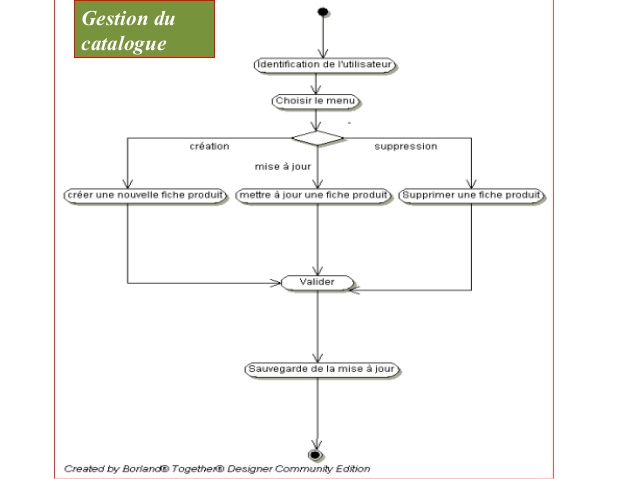 Gestion du
catalogue
Identification de l'utilisateur
Choisir le menu
création
suppression
mise à jour
créer une nouvelle fiche produit
mettre à jour une fiche produit
Supprimer une fiche produit
Valider
Sauvegarde de la mise à jour
Created by Borland® Together® Designer Community Edition